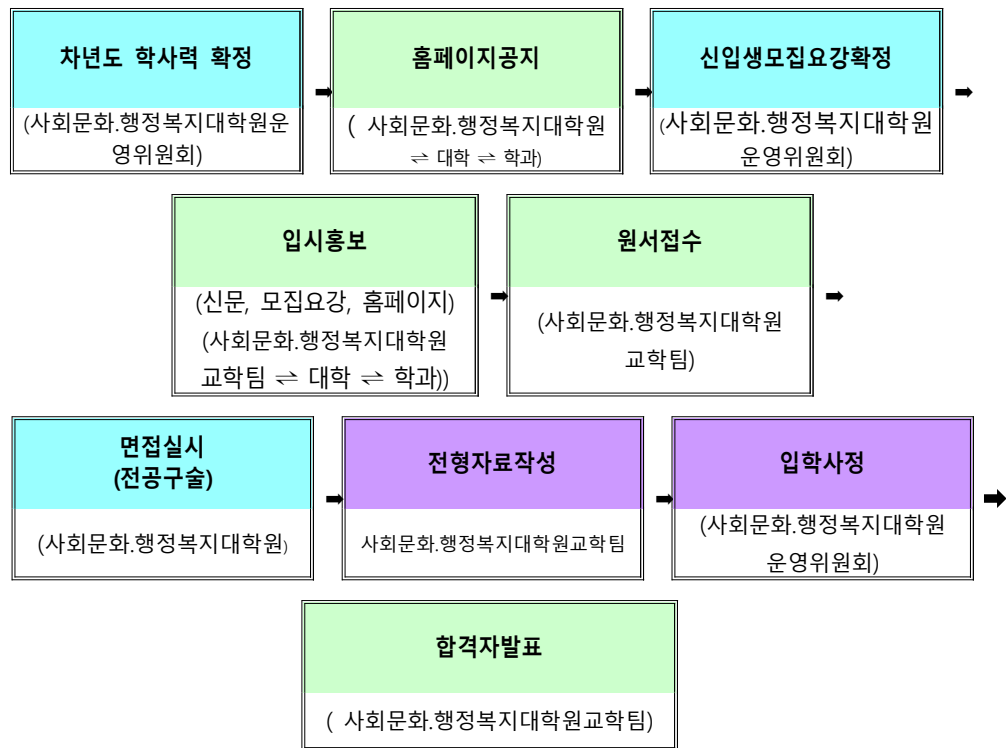 차년도 학사력 확정
(사회문화.행정복지대학원운
영위원회)
➡
홈페이지공지
( 사회문화.행정복지대학원
⇌ 대학 ⇌ 학과)
➡
신입생모집요강확정
(사회문화.행정복지대학원
운영위원회)
➡
입시홍보
(신문, 모집요강, 홈페이지)
(사회문화.행정복지대학원
교학팀 ⇌ 대학 ⇌ 학과))
➡
원서접수
(사회문화.행정복지대학원
교학팀)
➡
면접실시
(전공구술)
(사회문화.행정복지대학원)
➡
전형자료작성
사회문화.행정복지대학원교학팀
➡
입학사정
(사회문화.행정복지대학원
운영위원회)
➡
합격자발표
( 사회문화.행정복지대학원교학팀)